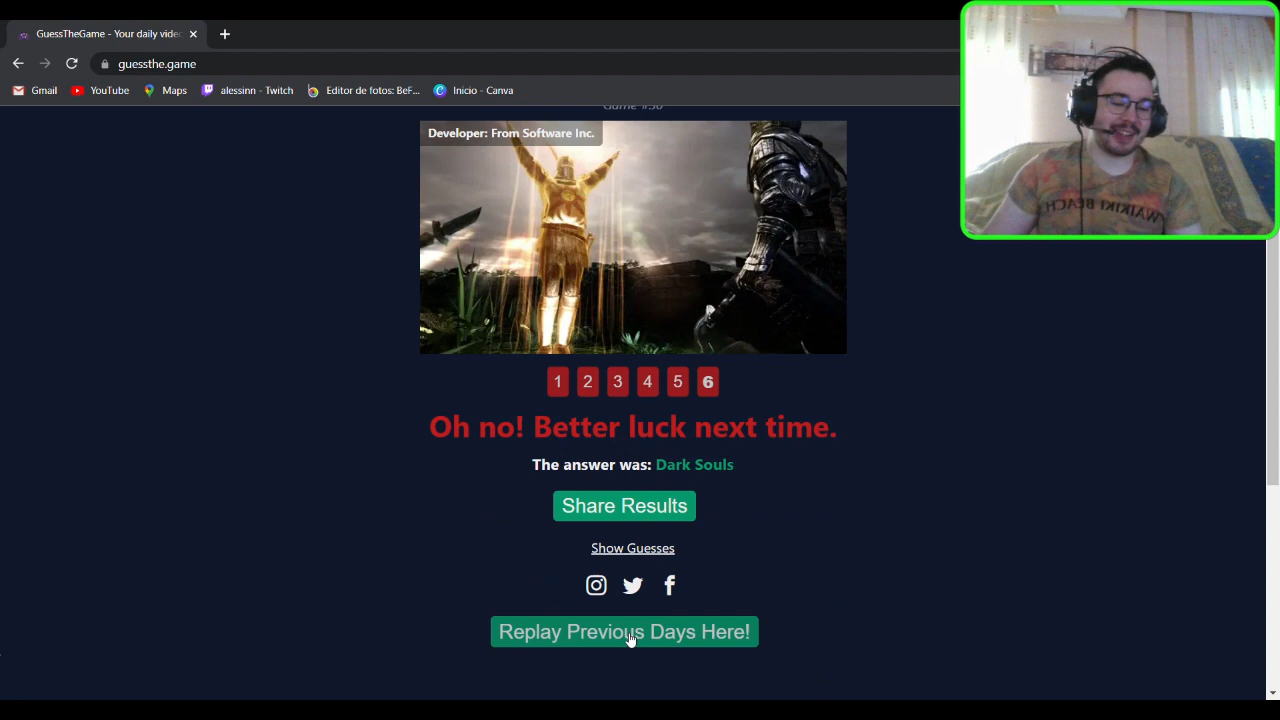 GuessTheGame - Your daily vide
guessthe.game
Gmail YouTube Maps alessinn - Twitch Editor de fotos: BeF... Inicio - Canva
Developer: From Software Inc.
1 2 3 4 5 6
Oh no! Better luck next time.
The answer was: Dark Souls
Share Results
Show Guesses
Replay Previous Days Here!
WAIKIKI BEACH